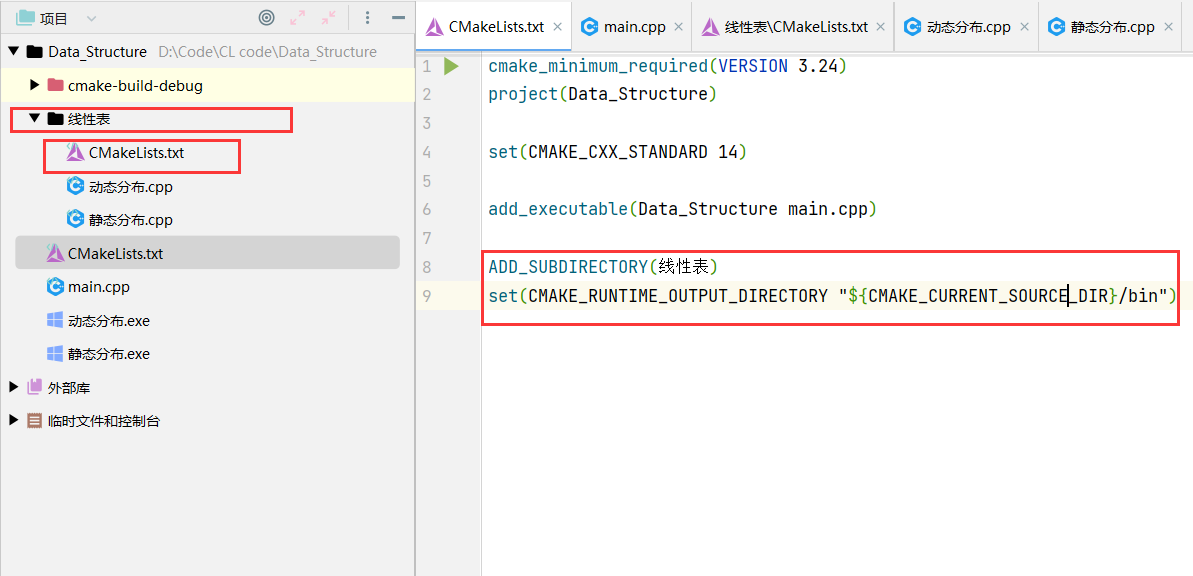 项目
Data_Structure D:\Code\CL code\Data_Structure
cmake-build-debug
线性表
CMakeLists.txt
动态分布.cpp
静态分布.cpp
CMakeLists.txt
main.cpp
动态分布.exe
静态分布.exe
外部库
临时文件和控制台
CMakeLists.txt main.cpp 线性表\CMakeLists.txt 动态分布.cpp 静态分布.cpp
1 cmake_minimum_required(VERSION 3.24)
2 project(Data_Structure)
3
4 set(CMAKE_CXX_STANDARD 14)
5
6 add_executable(Data_Structure main.cpp)
7
8 ADD_SUBDIRECTORY(线性表)
9 set(CMAKE_RUNTIME_OUTPUT_DIRECTORY "${CMAKE_CURRENT_SOURCE_DIR}/bin")